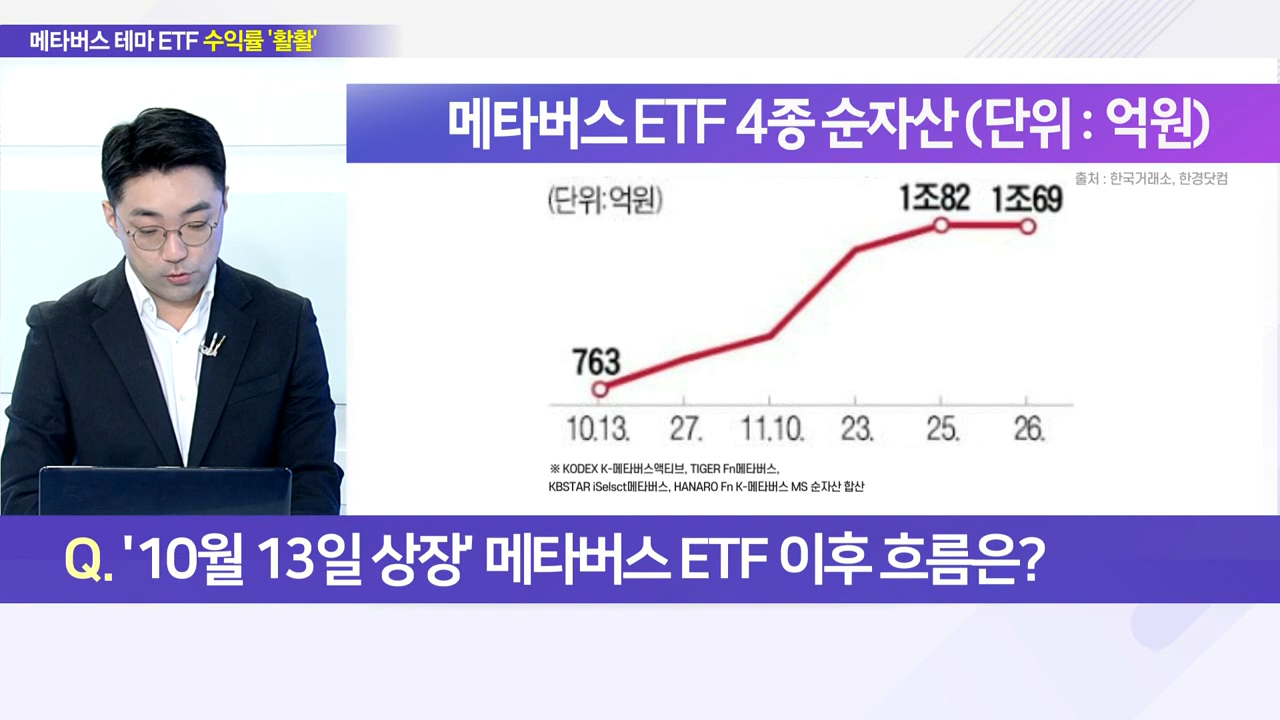 메타버스 테마 ETF 수익률 '활활'
메타버스 ETF 4종 순자산 (단위 : 억원)
출처 : 한국거래소, 한경닷컴
(단위:억원)
1조82 1조69
763
10.13. 27. 11.10. 23. 25. 26.
※ KODEX K-메타버스액티브, TIGER Fn메타버스,
KBSTAR iSelsct메타버스, HANARO Fn K-메타버스 MS 순자산 합산
Q. '10월 13일 상장' 메타버스 ETF 이후 흐름은?